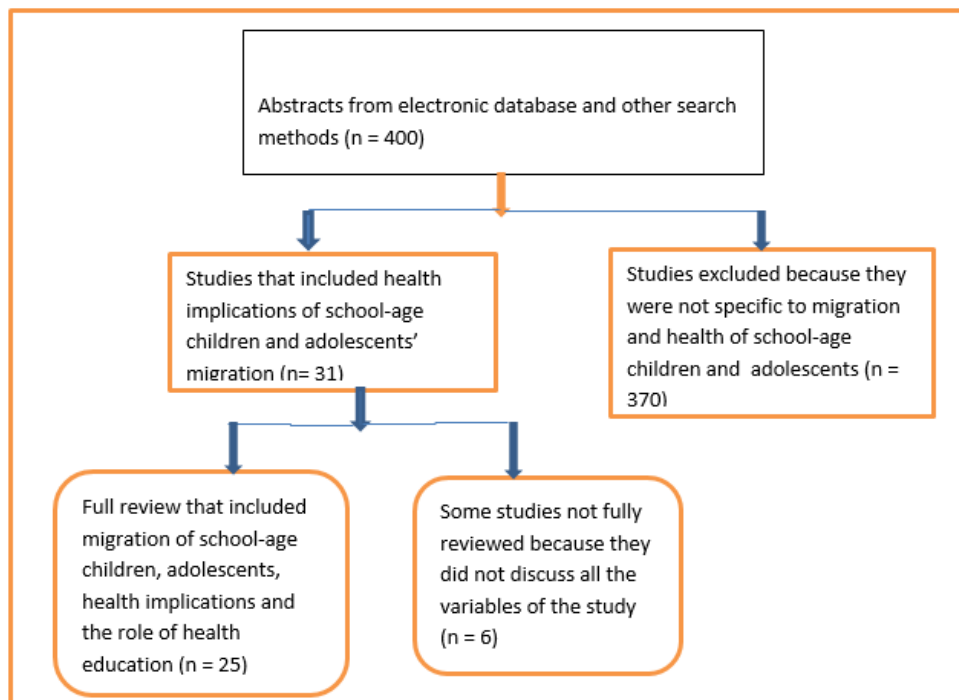 Abstracts from electronic database and other search
methods (n = 400)
Studies that included health
implications of school-age
children and adolescents’
migration (n= 31)
Studies excluded because they
were not specific to migration
and health of school-age
children and adolescents (n =
370)
Full review that included
migration of school-age
children, adolescents,
health implications and
the role of health
education (n = 25)
Some studies not fully
reviewed because they
did not discuss all the
variables of the study
(n = 6)